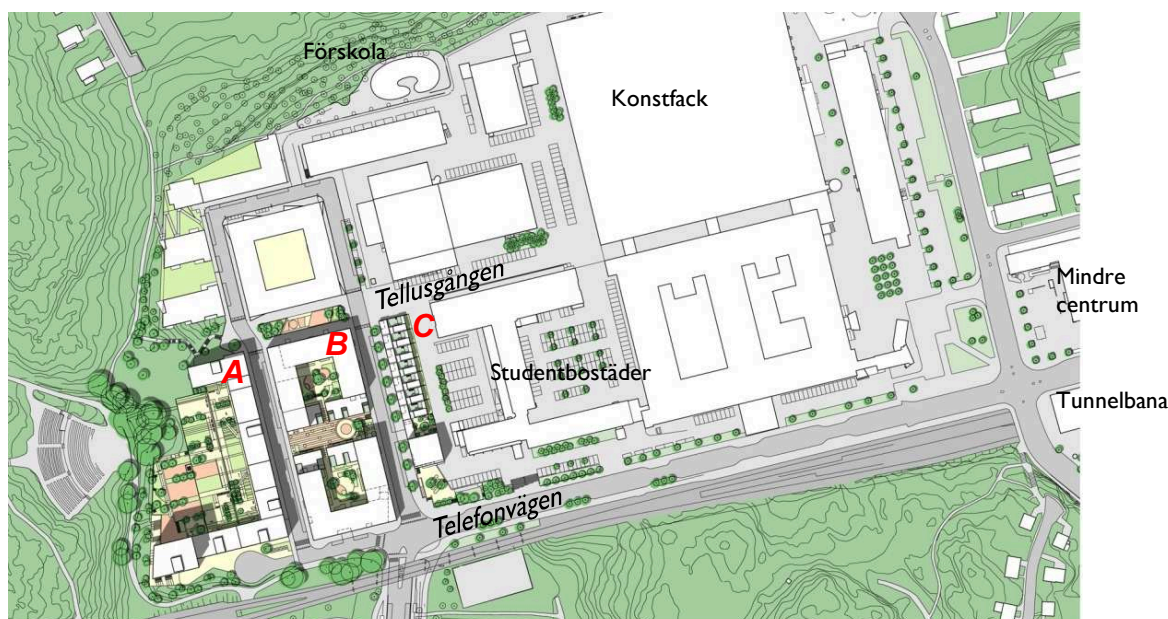 Förskola
Konstfack
Tellusgången
Mindre
centrum
C
B
A
Studentbostäder
Tunnelbana
Telefonvägen